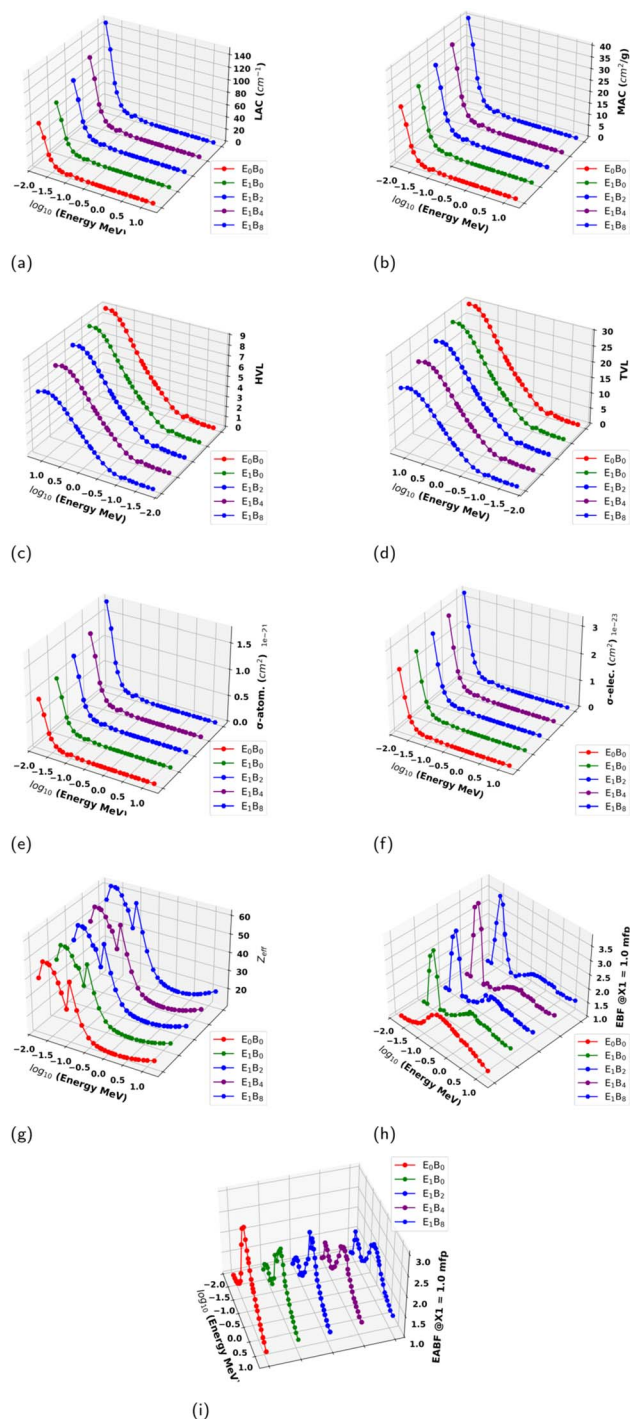 140
120
100
80
60
40
20
0
LAC (cm⁻¹)
−2.0
−1.5
−1.0
−0.5
0.0
0.5
1.0
log₁₀ (Energy MeV)
E₀B₀
E₁B₀
E₁B₂
E₁B₄
E₁B₈
(a)
40
35
30
25
20
15
10
5
0
MAC (cm²/g)
−2.0
−1.5
−1.0
−0.5
0.0
0.5
1.0
log₁₀ (Energy MeV)
E₀B₀
E₁B₀
E₁B₂
E₁B₄
E₁B₈
(b)
9
8
7
6
5
4
3
2
1
0
HVL
1.0
0.5
0.0
−0.5
−1.0
−1.5
−2.0
log₁₀ (Energy MeV)
E₀B₀
E₁B₀
E₁B₂
E₁B₄
E₁B₈
(c)
30
25
20
15
10
5
0
TVL
1.0
0.5
0.0
−0.5
−1.0
−1.5
−2.0
log₁₀ (Energy MeV)
E₀B₀
E₁B₀
E₁B₂
E₁B₄
E₁B₈
(d)
1e−21
1.5
1.0
0.5
0.0
σ-atom. (cm²)
−2.0
−1.5
−1.0
−0.5
0.0
0.5
1.0
log₁₀ (Energy MeV)
E₀B₀
E₁B₀
E₁B₂
E₁B₄
E₁B₈
(e)
1e−23
3
2
1
0
σ-elec. (cm²)
−2.0
−1.5
−1.0
−0.5
0.0
0.5
1.0
log₁₀ (Energy MeV)
E₀B₀
E₁B₀
E₁B₂
E₁B₄
E₁B₈
(f)
60
50
40
30
20
Z_eff
−2.0
−1.5
−1.0
−0.5
0.0
0.5
1.0
log₁₀ (Energy MeV)
E₀B₀
E₁B₀
E₁B₂
E₁B₄
E₁B₈
(g)
3.5
3.0
2.5
2.0
1.5
1.0
EBF @X1 = 1.0 mfp
−2.0
−1.5
−1.0
−0.5
0.0
0.5
1.0
log₁₀ (Energy MeV)
E₀B₀
E₁B₀
E₁B₂
E₁B₄
E₁B₈
(h)
E₀B₀
E₁B₀
E₁B₂
E₁B₄
E₁B₈
3.0
2.5
2.0
1.5
1.0
EABF @X1 = 1.0 mfp
−2.0
−1.5
−1.0
−0.5
0.0
0.5
1.0
log₁₀ (Energy MeV)
(i)